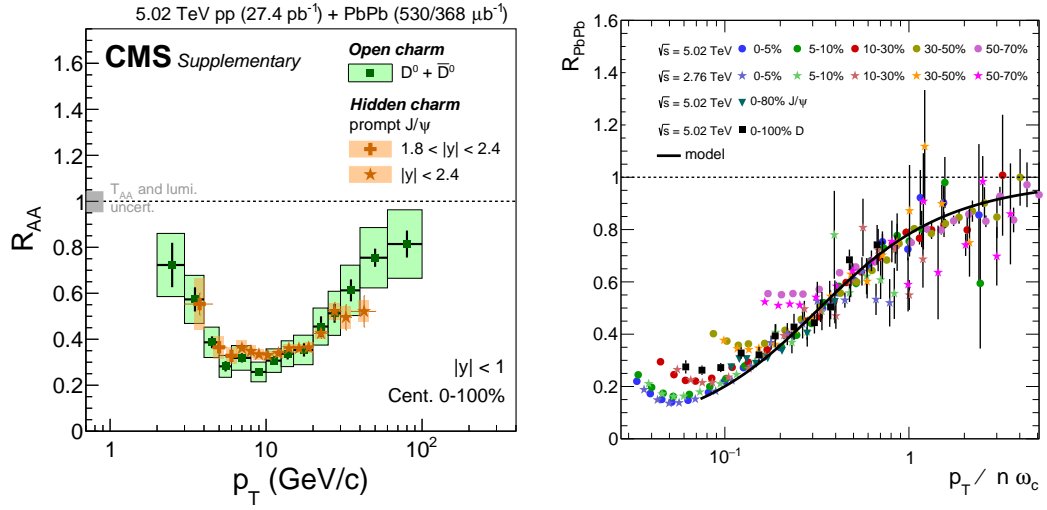 5.02 TeV pp (27.4 pb⁻¹) + PbPb (530/368 μb⁻¹)
CMS Supplementary
Open charm
D⁰ + D̅⁰
Hidden charm
prompt J/ψ
1.8 < |y| < 2.4
|y| < 2.4
T_AA and lumi.
uncert.
|y| < 1
Cent. 0-100%
R_AA
0
0.2
0.4
0.6
0.8
1
1.2
1.4
1.6
1
10
10²
p_T (GeV/c)
R_PbPb
√s = 5.02 TeV 0-5% 5-10% 10-30% 30-50% 50-70%
√s = 2.76 TeV 0-5% 5-10% 10-30% 30-50% 50-70%
√s = 5.02 TeV 0-80% J/ψ
√s = 5.02 TeV 0-100% D
model
1.6
1.4
1.2
1.0
0.8
0.6
0.4
0.2
0.0
10⁻¹
1
p_T / n ω_c